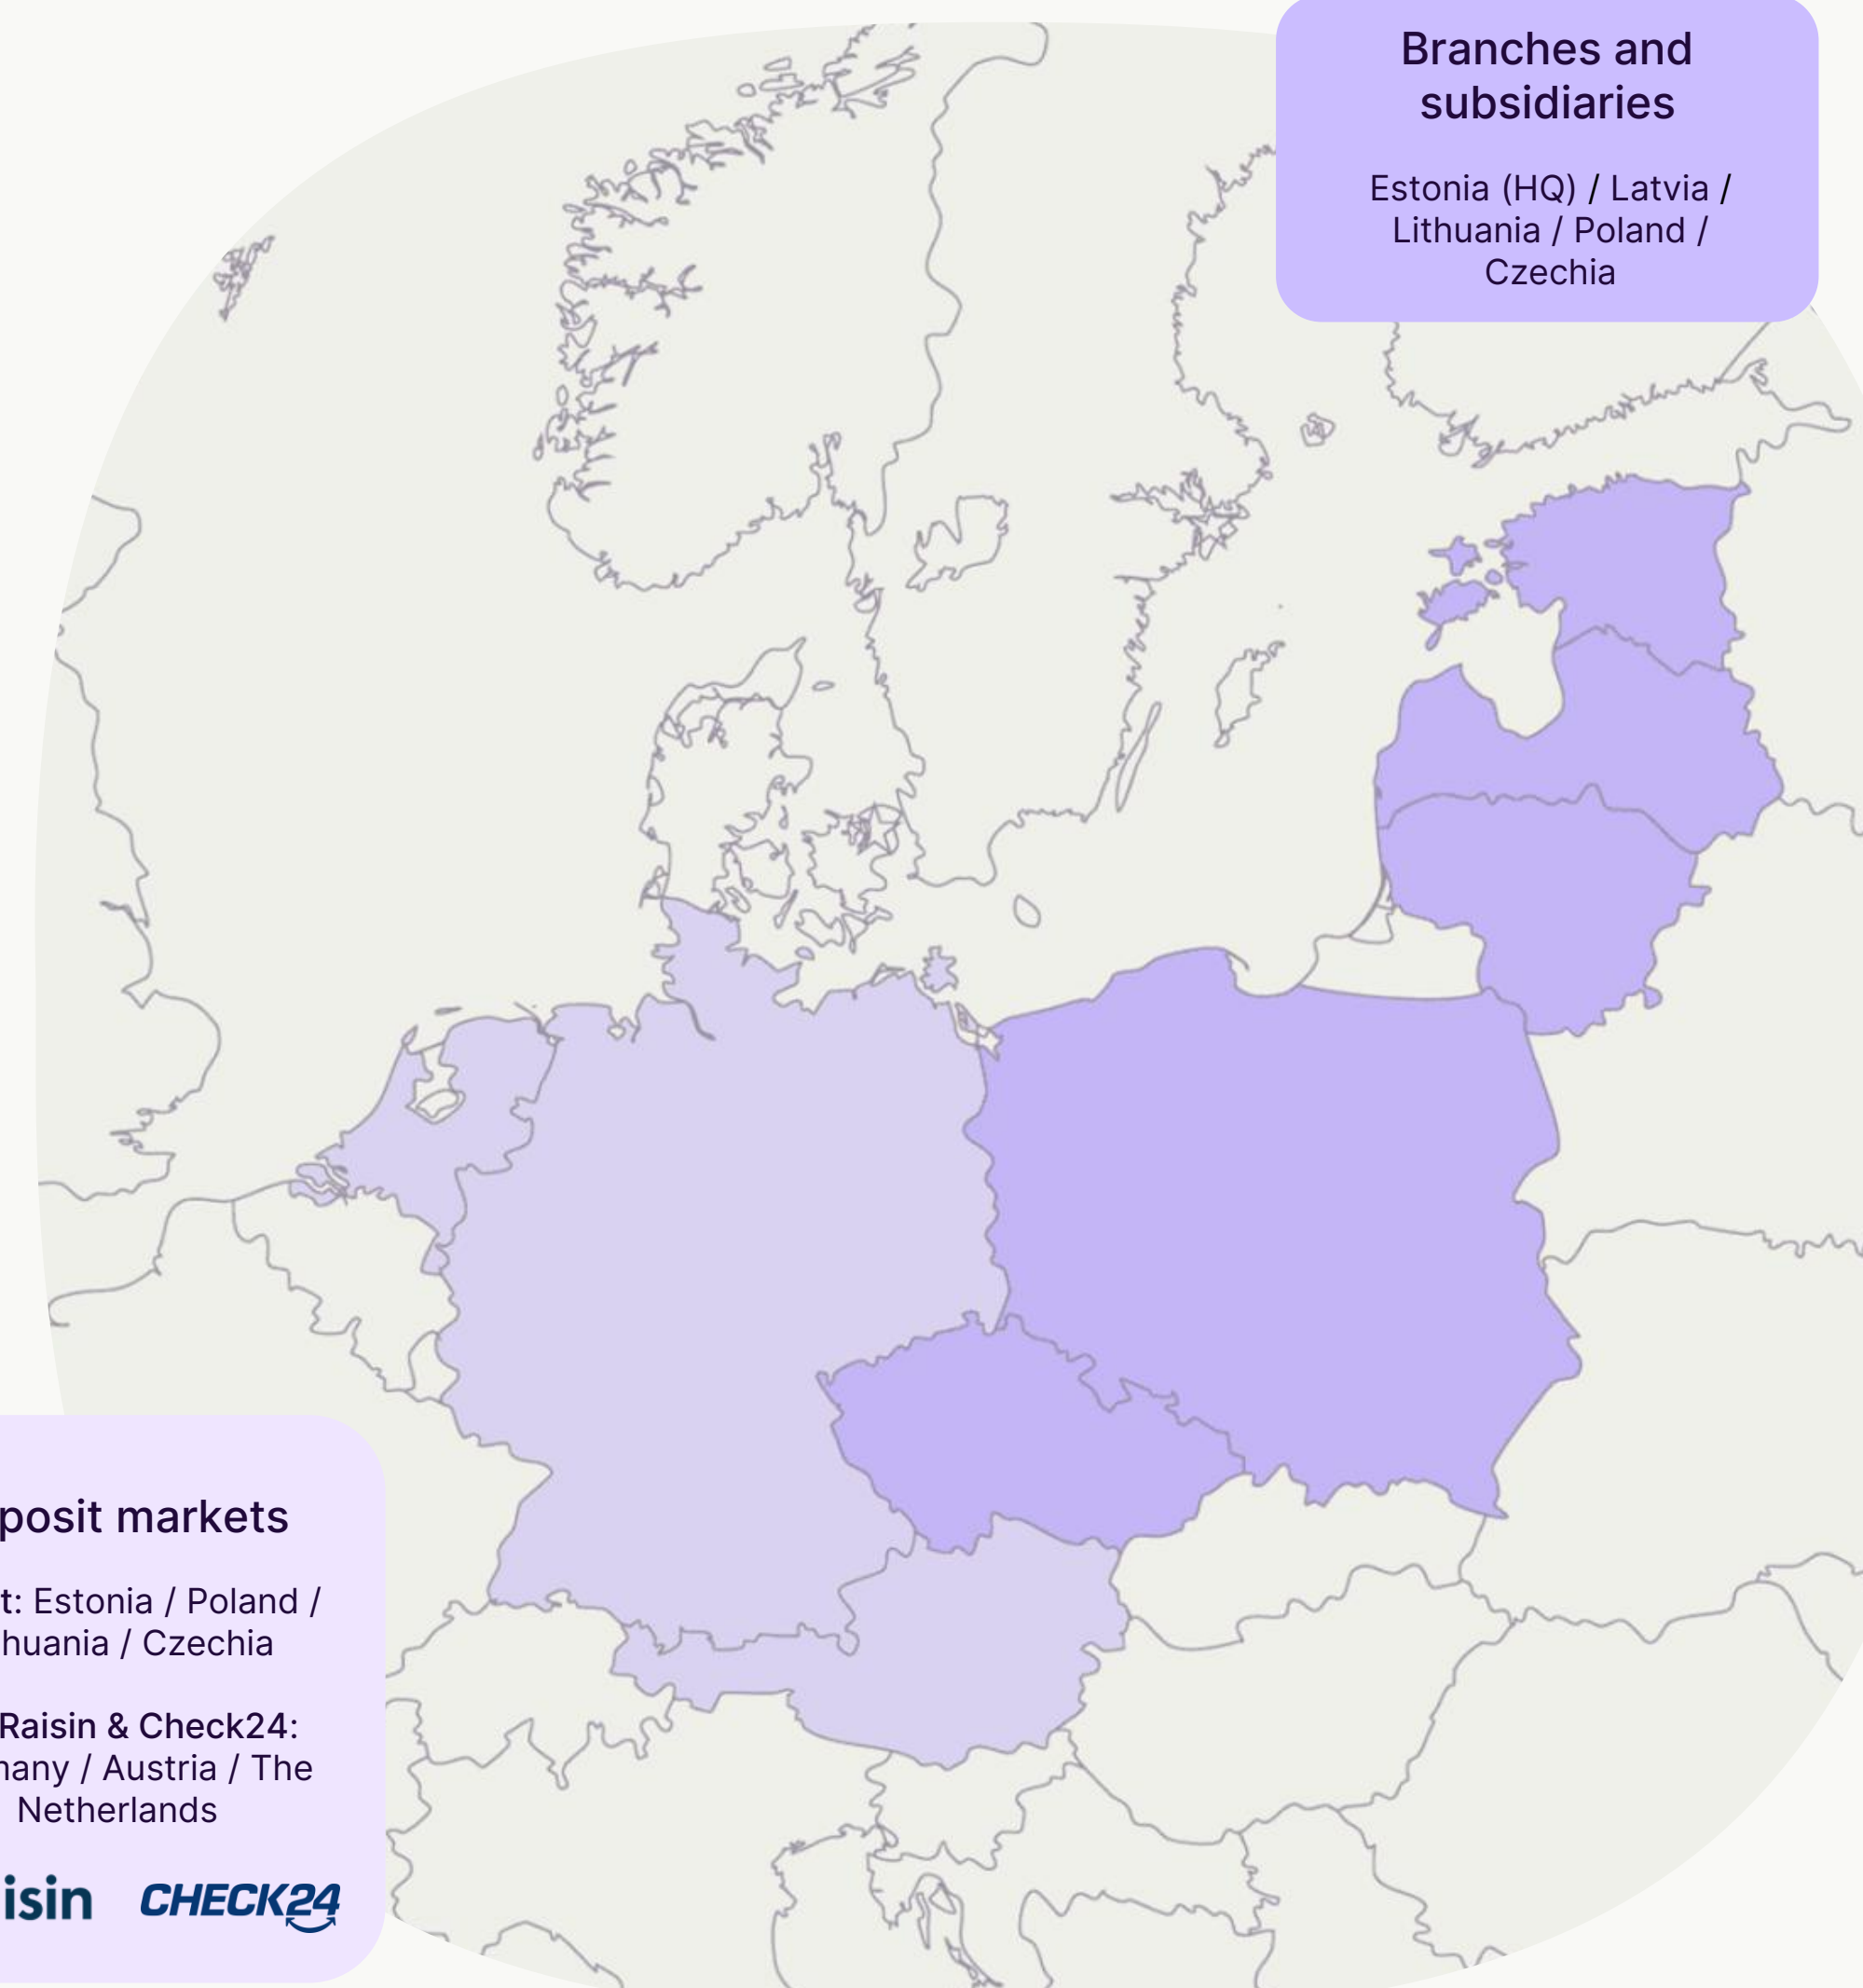 Branches and
subsidiaries
Estonia (HQ) / Latvia /
Lithuania / Poland /
Czechia
posit markets
t: Estonia / Poland /
huania / Czechia
Raisin & Check24:
many / Austria / The
Netherlands
isin CHECK24